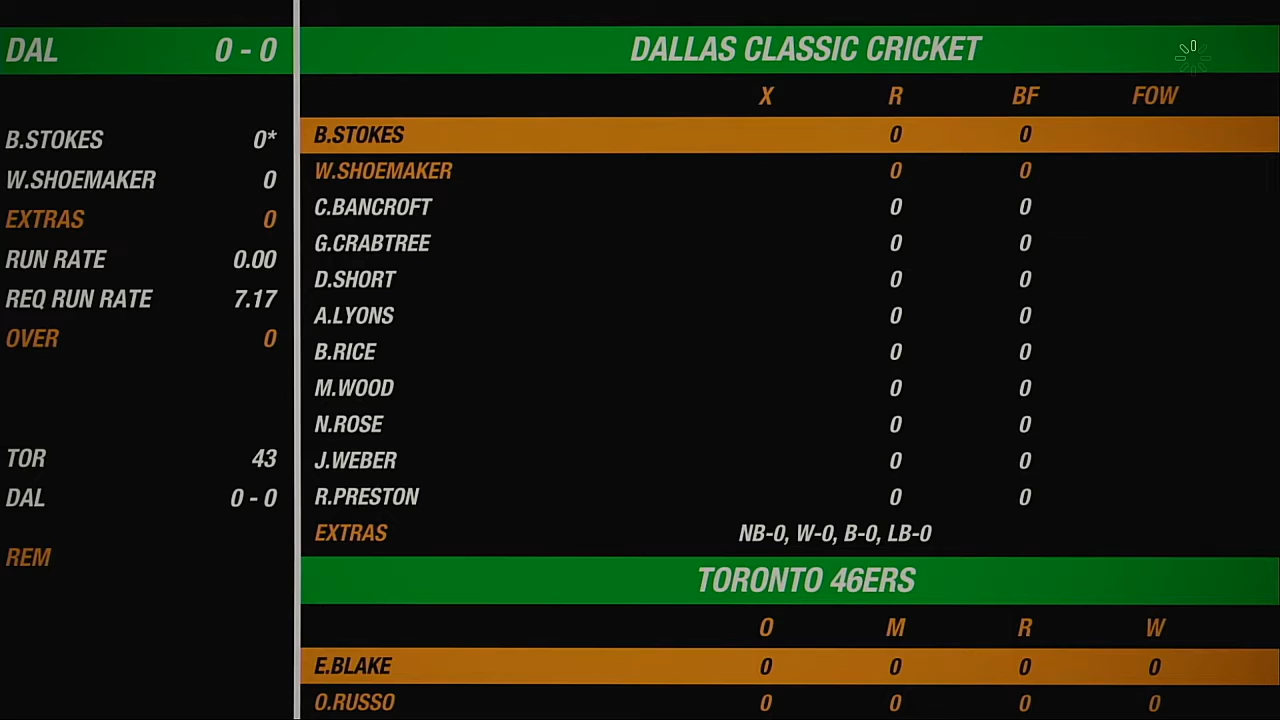 DAL 0 - 0
B.STOKES 0*
W.SHOEMAKER 0
EXTRAS 0
RUN RATE 0.00
REQ RUN RATE 7.17
OVER 0
TOR 43
DAL 0 - 0
REM
DALLAS CLASSIC CRICKET
X R BF FOW
B.STOKES 0 0
W.SHOEMAKER 0 0
C.BANCROFT 0 0
G.CRABTREE 0 0
D.SHORT 0 0
A.LYONS 0 0
B.RICE 0 0
M.WOOD 0 0
N.ROSE 0 0
J.WEBER 0 0
R.PRESTON 0 0
EXTRAS NB-0, W-0, B-0, LB-0
TORONTO 46ERS
O M R W
E.BLAKE 0 0 0 0
O.RUSSO 0 0 0 0